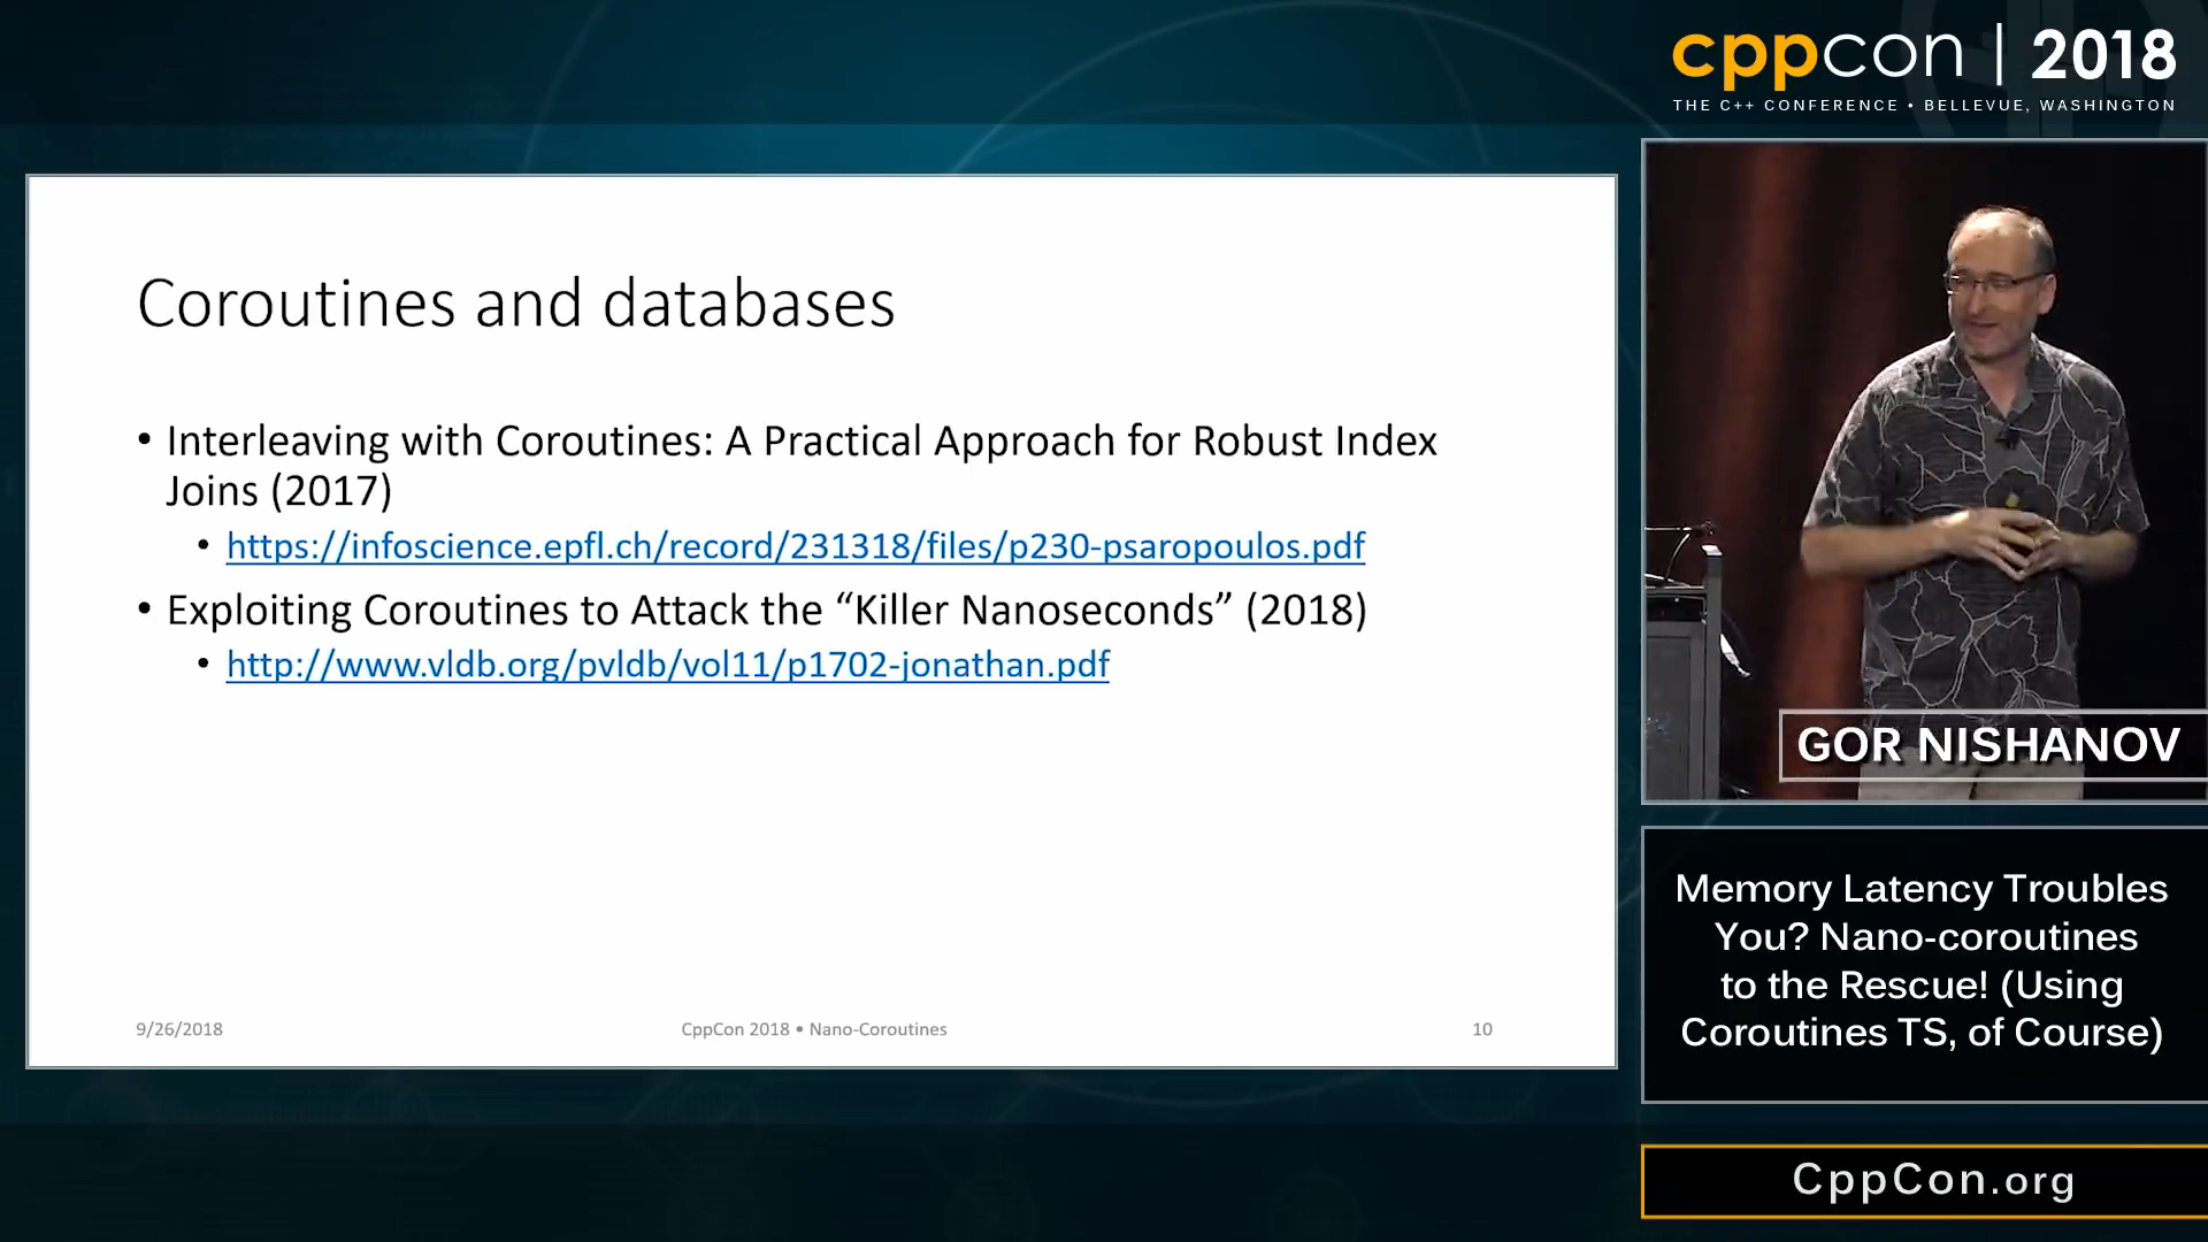 cppcon | 2018
THE C++ CONFERENCE • BELLEVUE, WASHINGTON
Coroutines and databases
• Interleaving with Coroutines: A Practical Approach for Robust Index
Joins (2017)
• https://infoscience.epfl.ch/record/231318/files/p230-psaropoulos.pdf
• Exploiting Coroutines to Attack the “Killer Nanoseconds” (2018)
• http://www.vldb.org/pvldb/vol11/p1702-jonathan.pdf
9/26/2018
CppCon 2018 • Nano-Coroutines
10
GOR NISHANOV
Memory Latency Troubles
You? Nano-coroutines
to the Rescue! (Using
Coroutines TS, of Course)
CppCon.org